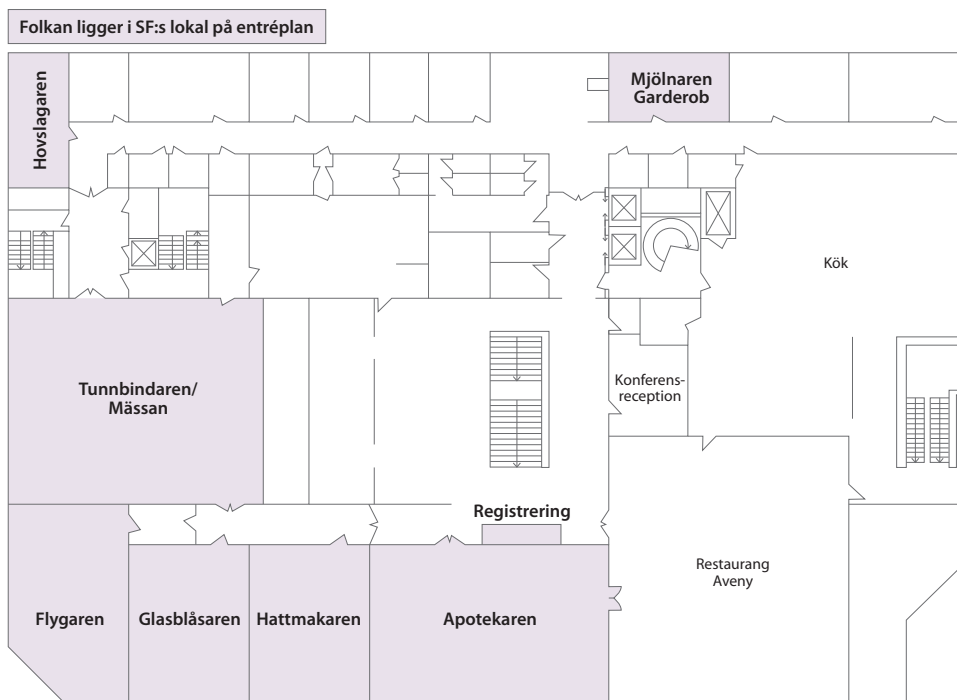 Folkan ligger i SF:s lokal på entréplan
Hovslagaren
Mjölnaren
Garderob
Kök
Tunnbindaren/
Mässan
Konferens-
reception
Registrering
Restaurang
Aveny
Flygaren
Glasblåsaren
Hattmakaren
Apotekaren